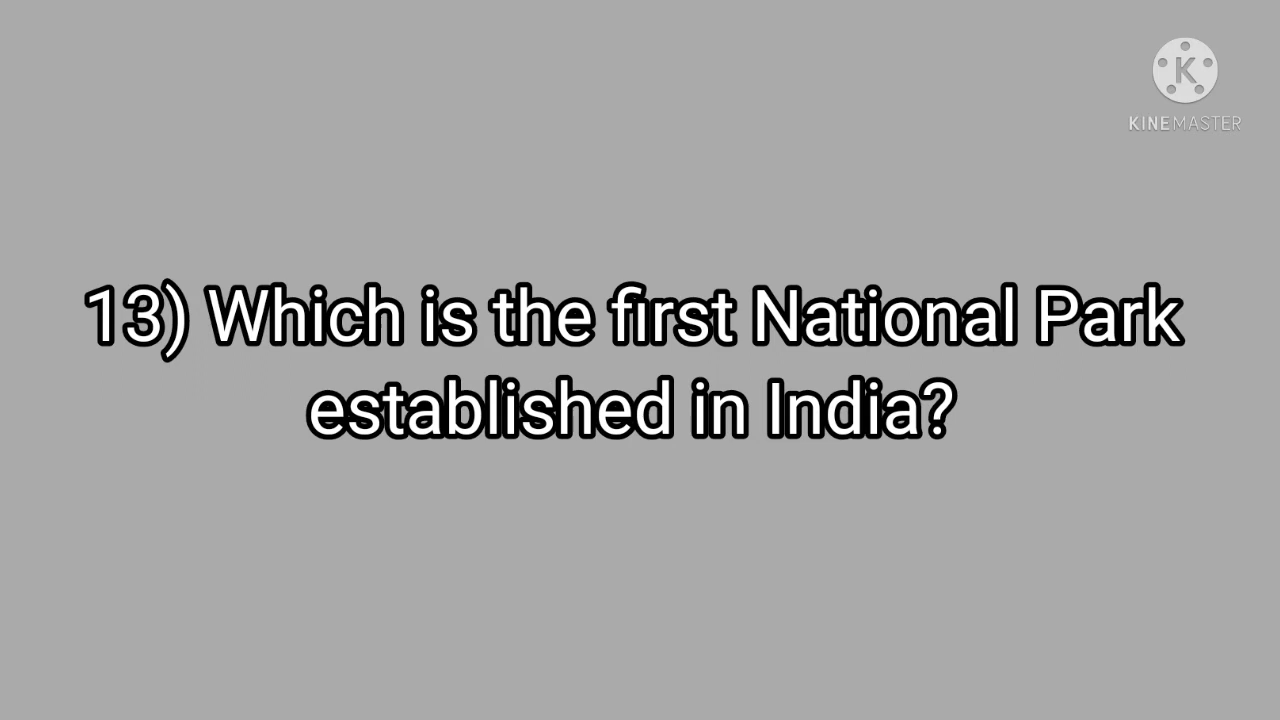 K
KINEMASTER
13) Which is the first National Park
established in India?